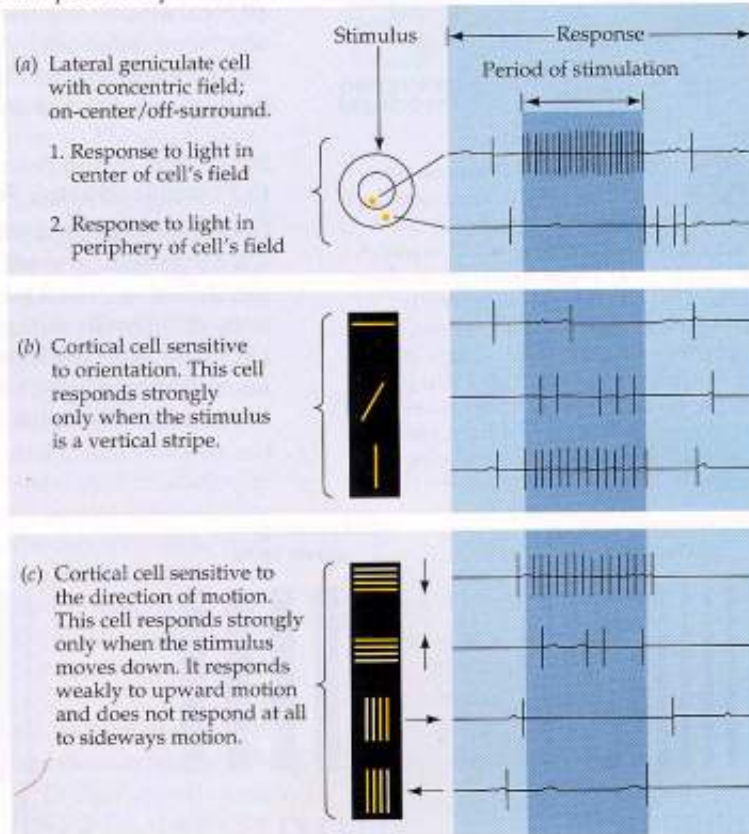 Stimulus
Response
Period of stimulation
(a) Lateral geniculate cell
with concentric field;
on-center/off-surround.
1. Response to light in
center of cell's field
2. Response to light in
periphery of cell's field
(b) Cortical cell sensitive
to orientation. This cell
responds strongly
only when the stimulus
is a vertical stripe.
(c) Cortical cell sensitive to
the direction of motion.
This cell responds strongly
only when the stimulus
moves down. It responds
weakly to upward motion
and does not respond at all
to sideways motion.